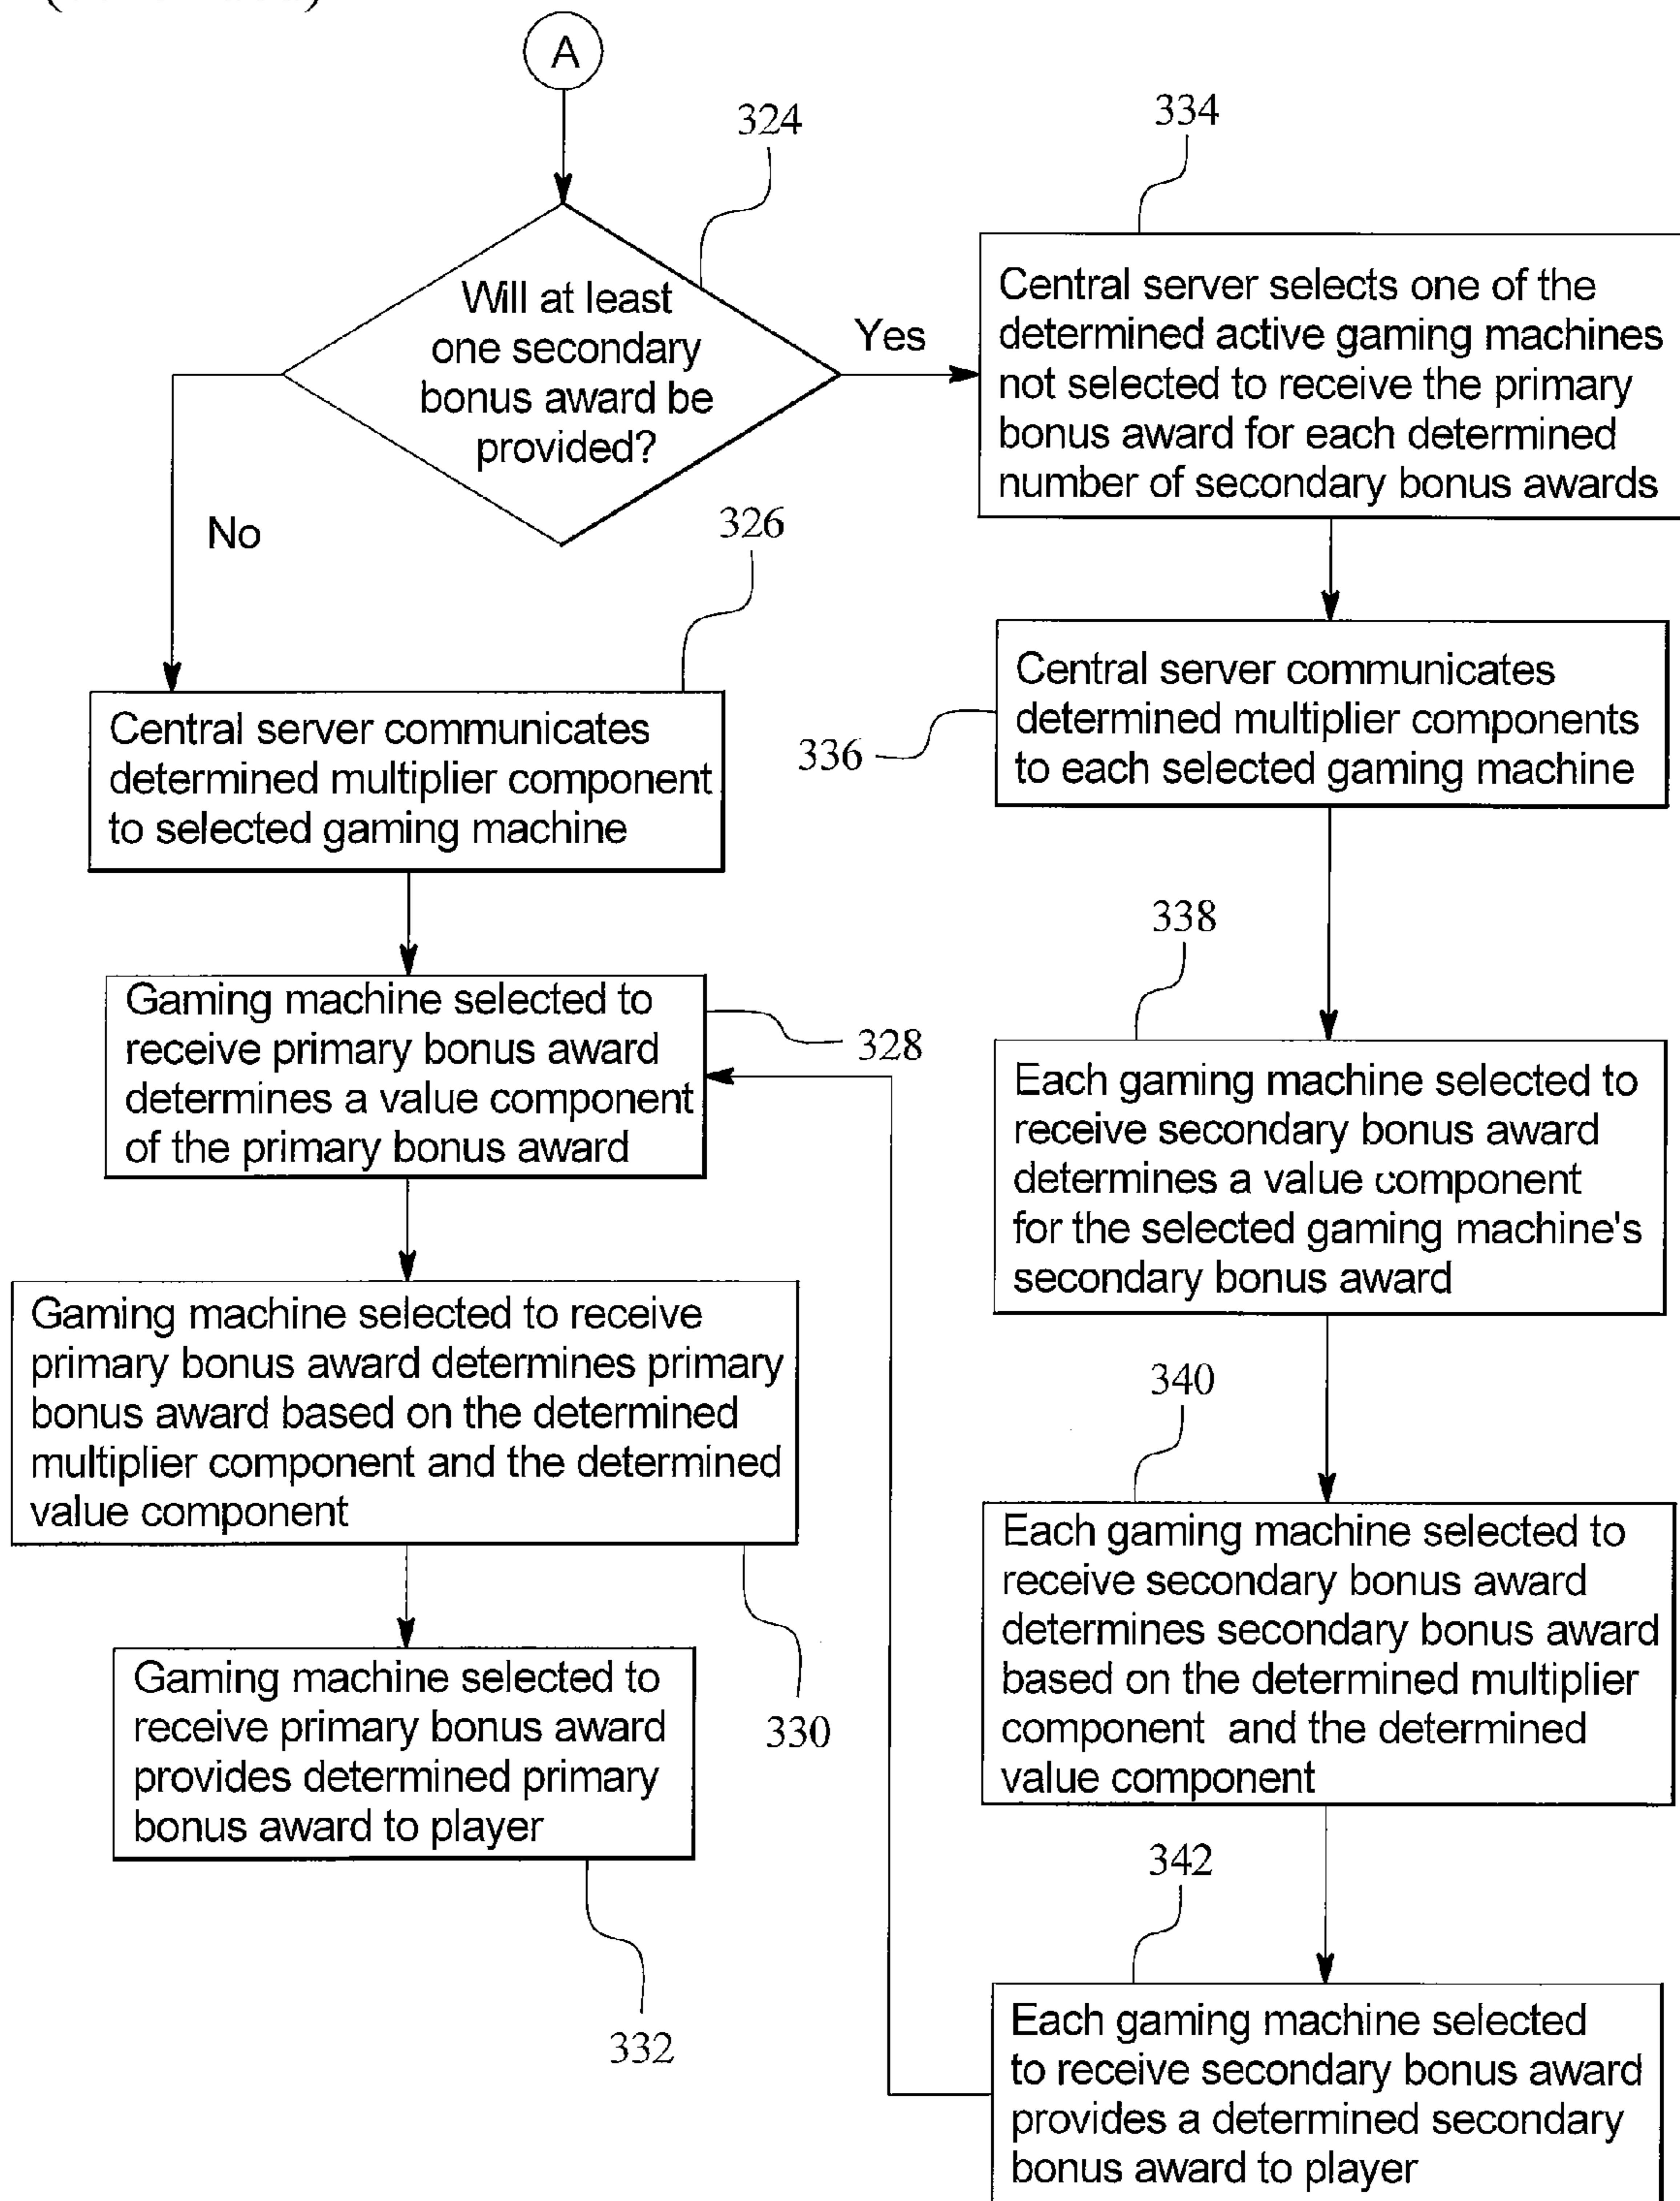 A
324
Will at least
one secondary
bonus award be
provided?
Yes
No
334
Central server selects one of the
determined active gaming machines
not selected to receive the primary
bonus award for each determined
number of secondary bonus awards
326
Central server communicates
determined multiplier component
to selected gaming machine
336
Central server communicates
determined multiplier components
to each selected gaming machine
328
Gaming machine selected to
receive primary bonus award
determines a value component
of the primary bonus award
338
Each gaming machine selected to
receive secondary bonus award
determines a value component
for the selected gaming machine's
secondary bonus award
Gaming machine selected to receive
primary bonus award determines primary
bonus award based on the determined
multiplier component and the determined
value component
330
340
Each gaming machine selected to
receive secondary bonus award
determines secondary bonus award
based on the determined multiplier
component and the determined
value component
Gaming machine selected to
receive primary bonus award
provides determined primary
bonus award to player
332
342
Each gaming machine selected
to receive secondary bonus award
provides a determined secondary
bonus award to player